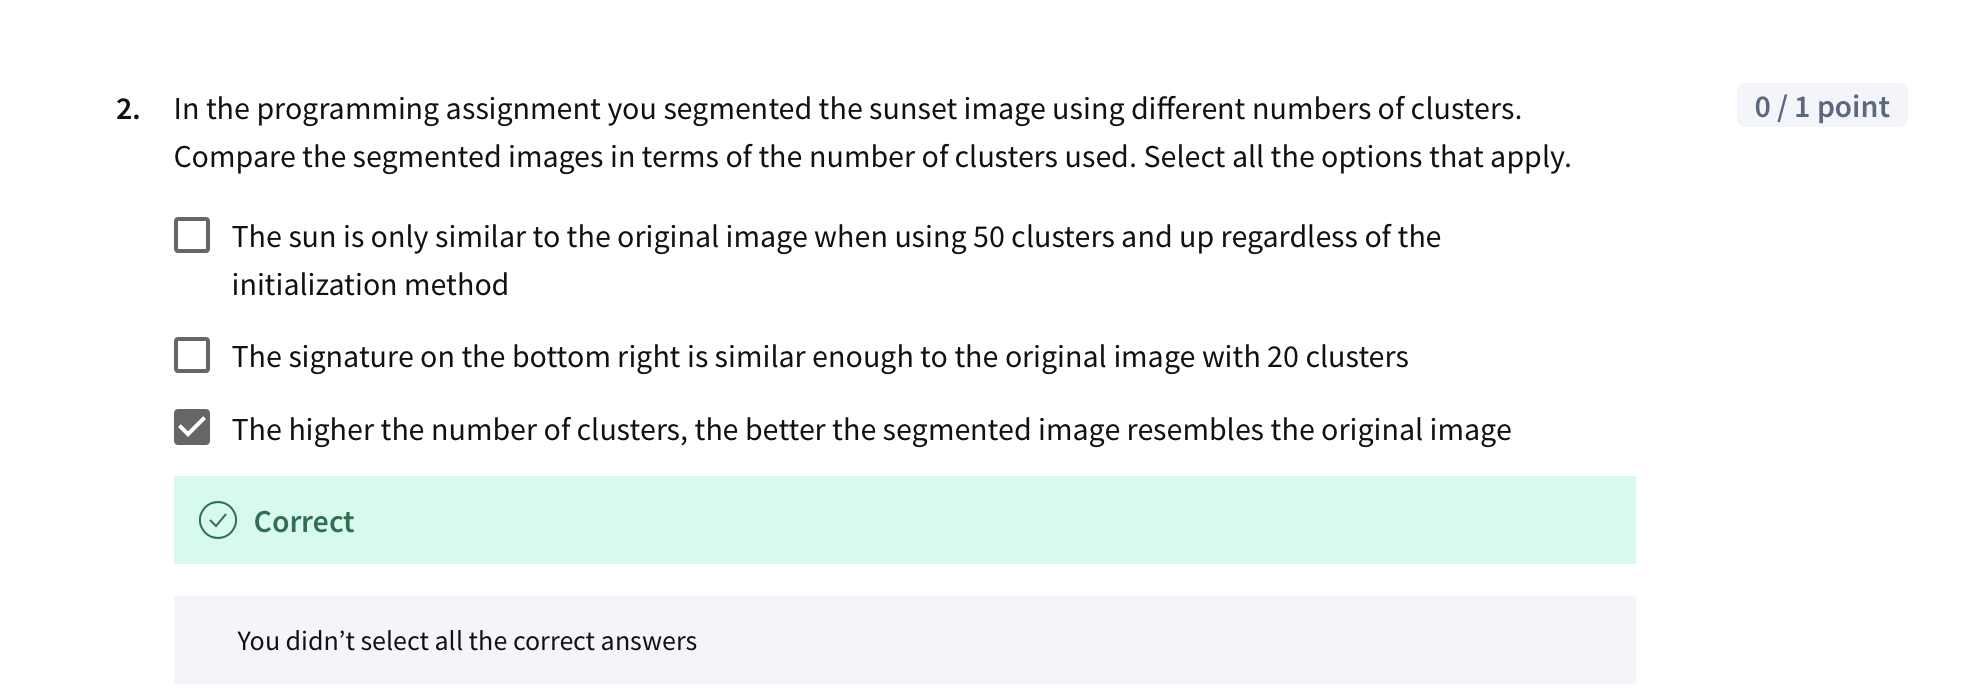 2. In the programming assignment you segmented the sunset image using different numbers of clusters. 0 / 1 point
Compare the segmented images in terms of the number of clusters used. Select all the options that apply.
The sun is only similar to the original image when using 50 clusters and up regardless of the
initialization method
The signature on the bottom right is similar enough to the original image with 20 clusters
The higher the number of clusters, the better the segmented image resembles the original image
Correct
You didn’t select all the correct answers